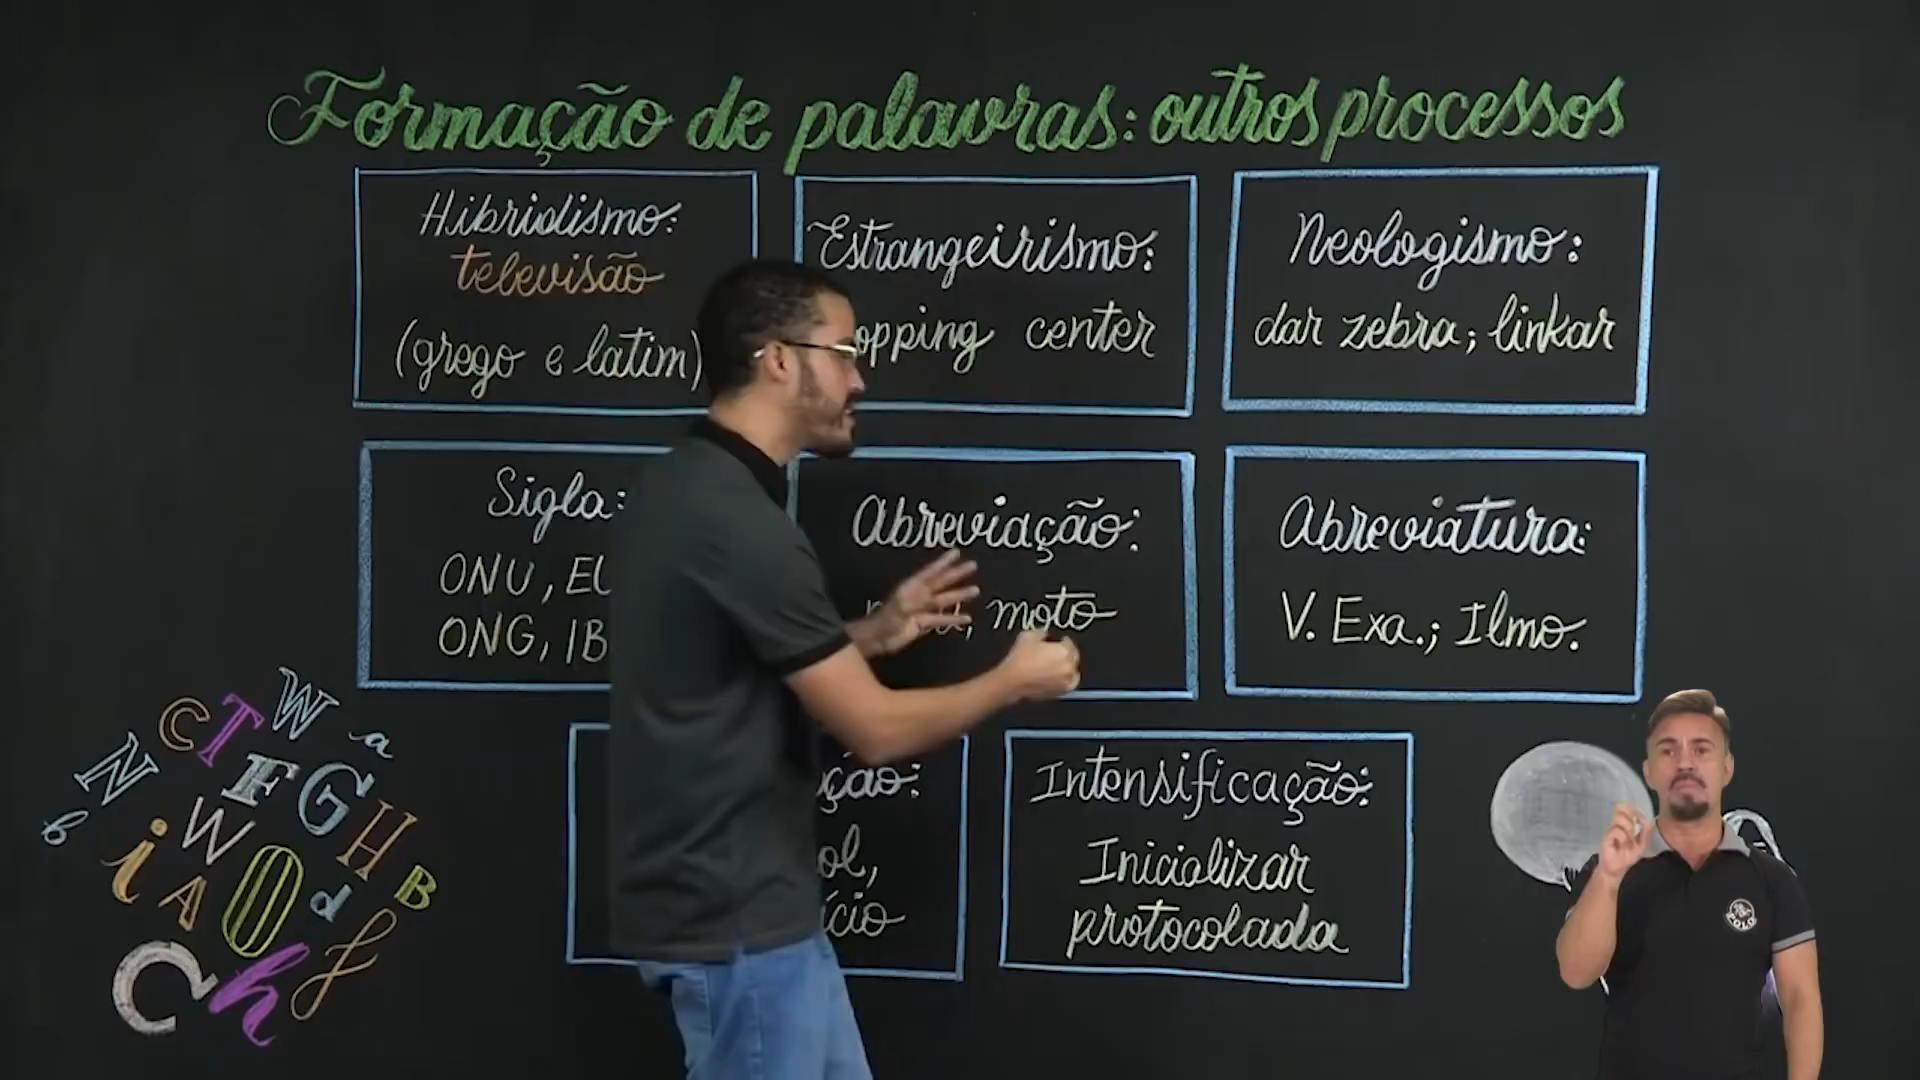 Formação de palavras: outros processos
Hibridismo:
televisão
(grego e latim)
Estrangeirismo:
opping center
Neologismo:
dar zebra; linkar
Sigla:
ONU, EU
ONG, IB
Abreviação:
moto
Abreviatura:
V. Exa.; Ilmo.
ção:
ol,
ício
Intensificação:
Inicializar
protocolada
C T W a
N F G H
b i W O d B
A f
C h
POLO